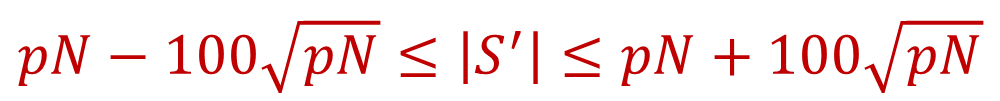 pN − 100√pN ≤ |S′| ≤ pN + 100√pN